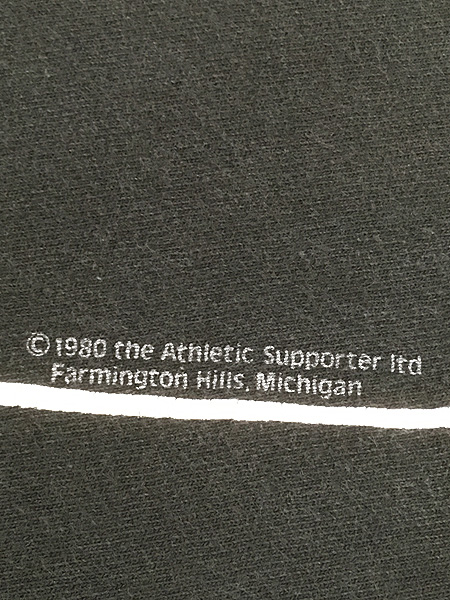 © 1980 the Athletic Supporter ltd
Farmington Hills, Michigan